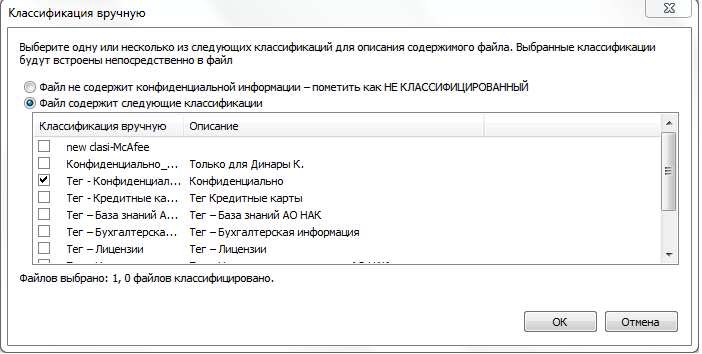 Классификация вручную
Выберите одну или несколько из следующих классификаций для описания содержимого файла. Выбранные классификации
будут встроены непосредственно в файл
Файл не содержит конфиденциальной информации – пометить как НЕ КЛАССИФИЦИРОВАННЫЙ
Файл содержит следующие классификации
Классификация вручную Описание
new clasi-McAfee
Конфиденциально_... Только для Динары К.
Тег - Конфиденциал... Конфиденциально
Тег - Кредитные ка... Тег Кредитные карты
Тег – База знаний А... Тег – База знаний АО НАК
Тег – Бухгалтерска... Тег – Бухгалтерская информация
Тег – Лицензии Тег – Лицензии
Файлов выбрано: 1, 0 файлов классифицировано.
ОК Отмена